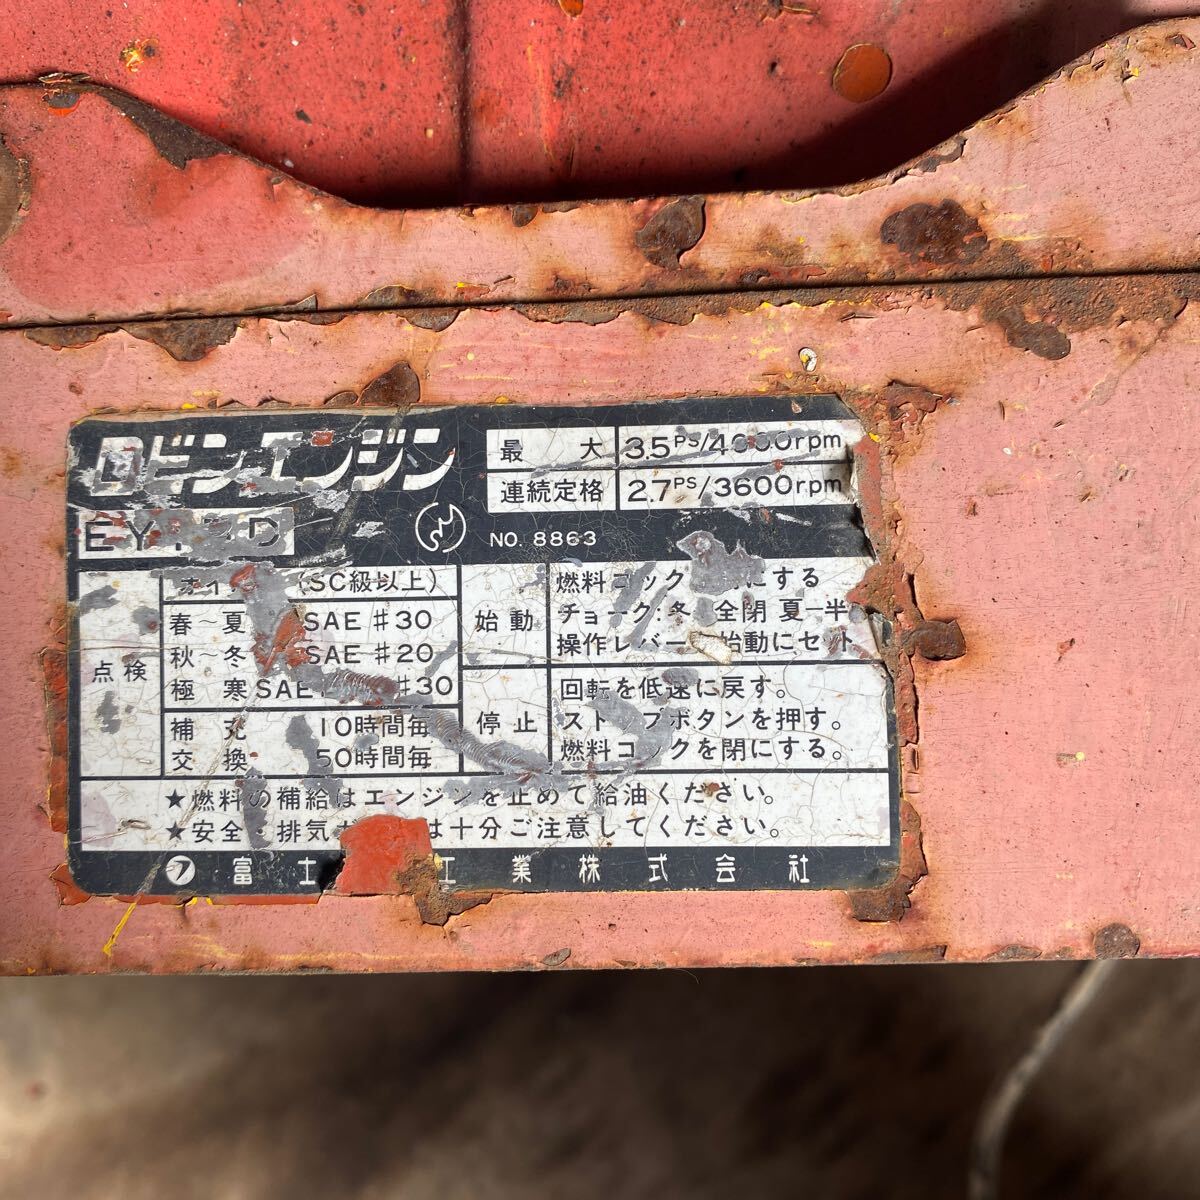 ロビンエンジン
最大 3.5PS/4000rpm
連続定格 2.7PS/3600rpm
NO. 8863
(SC級以上)
点検
春～夏 SAE #30
秋～冬 SAE #20
極寒 SAE #30
補充 10時間毎
交換 50時間毎
始動
燃料コック にする
チョーク:冬 全閉 夏—半
操作レバー 始動にセット
停止
回転を低速に戻す。
ストップボタンを押す。
燃料コックを閉にする。
★燃料の補給はエンジンを止めて給油ください。
★安全・排気 は十分ご注意してください。
富士 工業株式会社